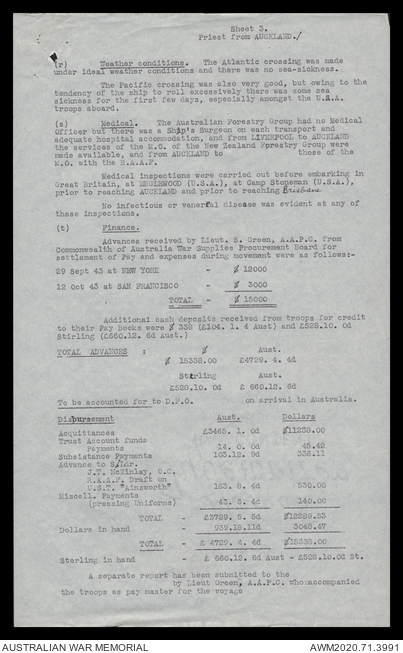 Sheet 3.
Priest from AUCKLAND./
(r) Weather conditions. The Atlantic crossing was made
under ideal weather conditions and there was no sea-sickness.
The Pacific crossing was also very good, but owing to the
tendency of the ship to roll excessively there was some sea
sickness for the first few days, especially amongst the U.S.A.
troops aboard.
(s) Medical. The Australian Forestry Group had no Medical
Officer but there was a Ship's Surgeon on each transport and
adequate hospital accommodation, and from LIVERPOOL to AUCKLAND
the services of the M.O. of the New Zealand Forestry Group were
made available, and from AUCKLAND to those of the
M.O. with the R.A.A.F.
Medical inspections were carried out before embarking in
Great Britain, at ENGLEWOOD (U.S.A.), at Camp Stoneman (U.S.A.),
prior to reaching AUCKLAND and prior to reaching Brisbane
No infectious or venereal disease was evident at any of
these inspections.
(t) Finance.
Advances received by Lieut. S. Green, A.A.P.C. from
Commonwealth of Australia War Supplies Procurement Board for
settlement of Pay and expenses during movement were as follows:-
29 Sept 43 at NEW YORK - $ 12000
12 Oct 43 at SAN FRANCISCO - $ 3000
TOTAL - $ 15000
Additional cash deposits received from troops for credit
to their Pay Books were $ 338 (£104. 1. 4 Aust) and £528.10. 0d
Stirling (£660.12. 6d Aust.)
TOTAL ADVANCES : $ Aust.
$ 15338.00 £4729. 4. 4d
Sterling Aust.
£528.10. 0d £ 660.12. 6d
To be accounted for to D.F.O. on arrival in Australia.
Disbursement Aust. Dollars
Acquittances £3465. 1. 0d $11238.00
Trust Account funds
Payments 14. 0. 0d 45.42
Subsistance Payments 103.12. 9d 336.11
Advance to S/Ldr.
J.T. McKinlay, O.C.
R.A.A.F. Draft on
U.S.T. "Ainsworth" 163. 8. 4d 530.00
Miscell. Payments
(pressing Uniforms) 43. 3. 4d 140.00
TOTAL - £3789. 5. 5d $12289.53
Dollars in hand - 939.18.11d 3048.47
TOTAL - £ 4729. 4. 4d $15338.00
Sterling in hand - £ 660.12. 6d Aust - £528.10.0d St.
A separate report has been submitted to the
by Lieut Green, A.A.P.C. who accompanied
the troops as pay master for the voyage
AUSTRALIAN WAR MEMORIAL
AWM2020.71.3991